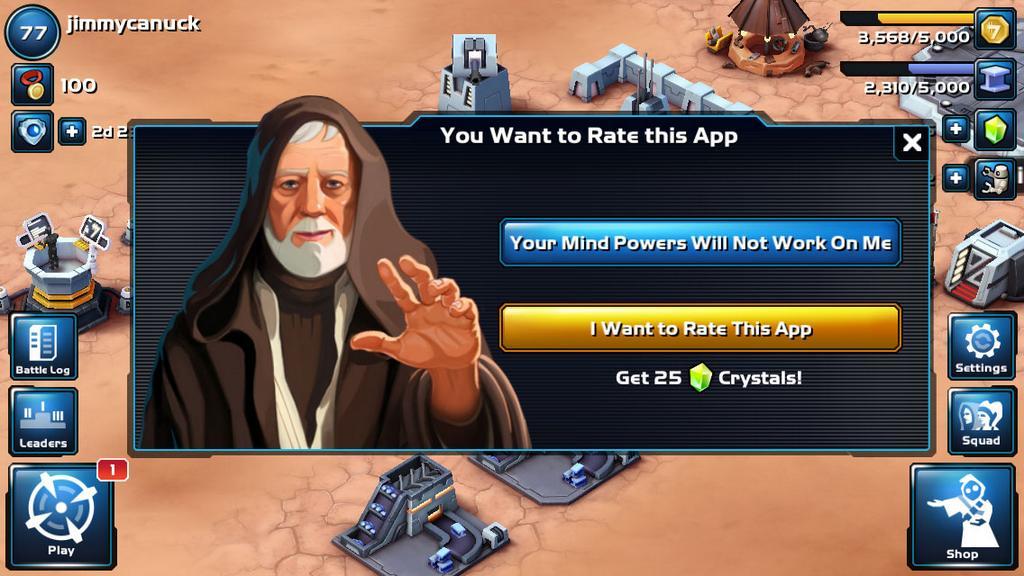 77
jimmycanuck
3,568/5,000
100
2,310/5,000
2d 2
You Want to Rate this App
Your Mind Powers Will Not Work On Me
I Want to Rate This App
Get 25 Crystals!
Battle Log
Settings
Leaders
Squad
1
Play
Shop